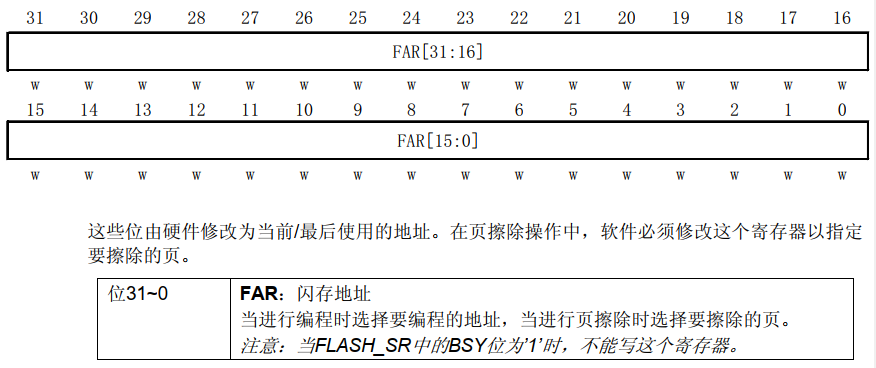 31 30 29 28 27 26 25 24 23 22 21 20 19 18 17 16
FAR[31:16]
w w w w w w w w w w w w w w w w
15 14 13 12 11 10 9 8 7 6 5 4 3 2 1 0
FAR[15:0]
w w w w w w w w w w w w w w w w
这些位由硬件修改为当前/最后使用的地址。在页擦除操作中，软件必须修改这个寄存器以指定
要擦除的页。
位31~0
FAR：闪存地址
当进行编程时选择要编程的地址，当进行页擦除时选择要擦除的页。
注意：当FLASH_SR中的BSY位为’1’时，不能写这个寄存器。